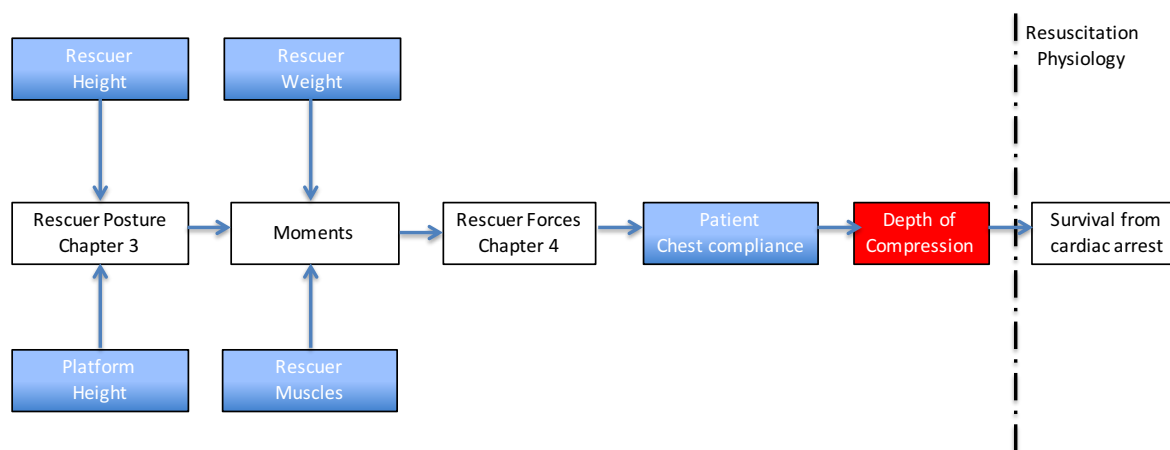 Resuscitation
Physiology
Rescuer
Height
Rescuer
Weight
Rescuer Posture
Chapter 3
Moments
Rescuer Forces
Chapter 4
Patient
Chest compliance
Depth of
Compression
Survival from
cardiac arrest
Platform
Height
Rescuer
Muscles